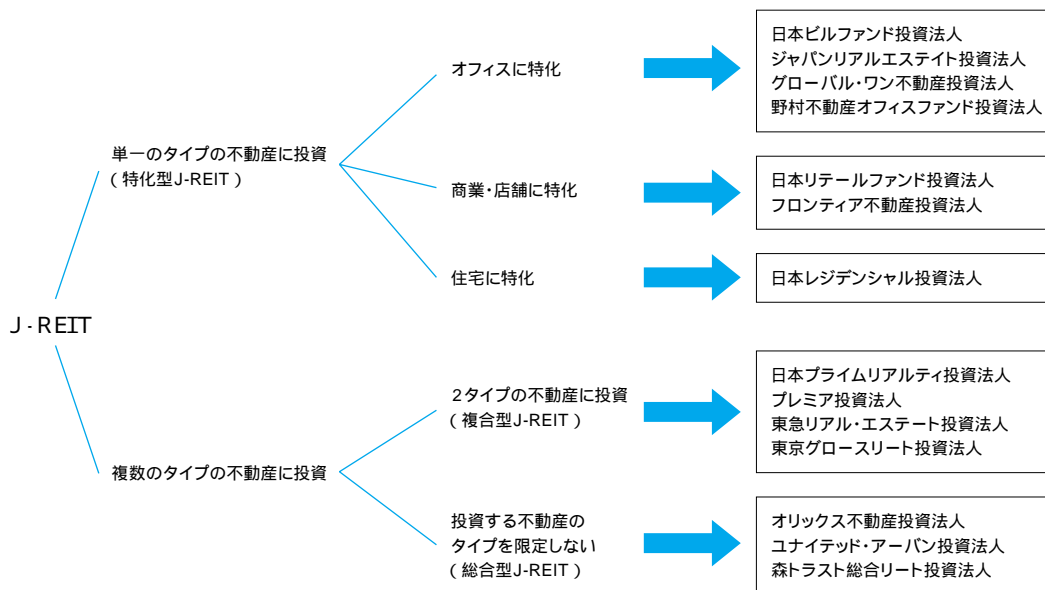 J-REIT
単一のタイプの不動産に投資
(特化型J-REIT)
オフィスに特化
日本ビルファンド投資法人
ジャパンリアルエステイト投資法人
グローバル・ワン不動産投資法人
野村不動産オフィスファンド投資法人
商業・店舗に特化
日本リテールファンド投資法人
フロンティア不動産投資法人
住宅に特化
日本レジデンシャル投資法人
複数のタイプの不動産に投資
2タイプの不動産に投資
(複合型J-REIT)
日本プライムリアルティ投資法人
プレミア投資法人
東急リアル・エステート投資法人
東京グロースリート投資法人
投資する不動産の
タイプを限定しない
(総合型J-REIT)
オリックス不動産投資法人
ユナイテッド・アーバン投資法人
森トラスト総合リート投資法人